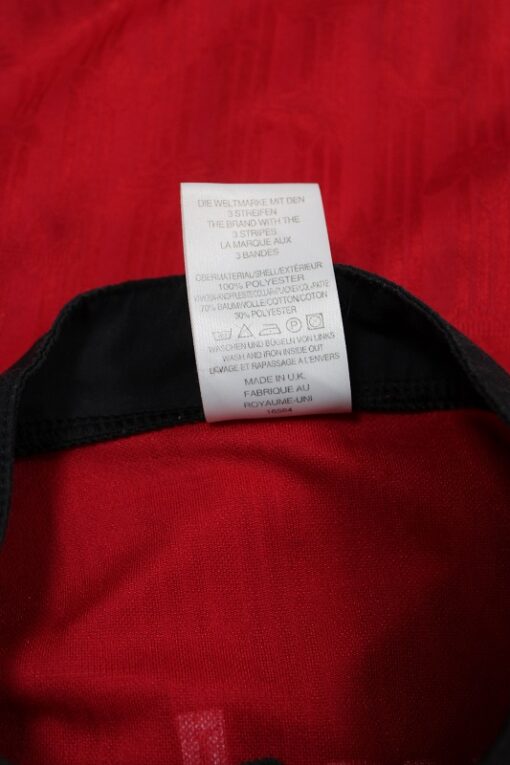 DIE WELTMARKE MIT DEN
3 STREIFEN
THE BRAND WITH THE
3 STRIPES
LA MARQUE AUX
3 BANDES
OBERMATERIAL/SHELL/EXTÉRIEUR
100% POLYESTER
70% BAUMWOLLE/COTTON/COTON
30% POLYESTER
WASCHEN UND BÜGELN VON LINKS
WASH AND IRON INSIDE OUT
LAVAGE ET RAPASSAGE A L'ENVERS
MADE IN U.K.
FABRIQUE AU
ROYAUME-UNI
16564